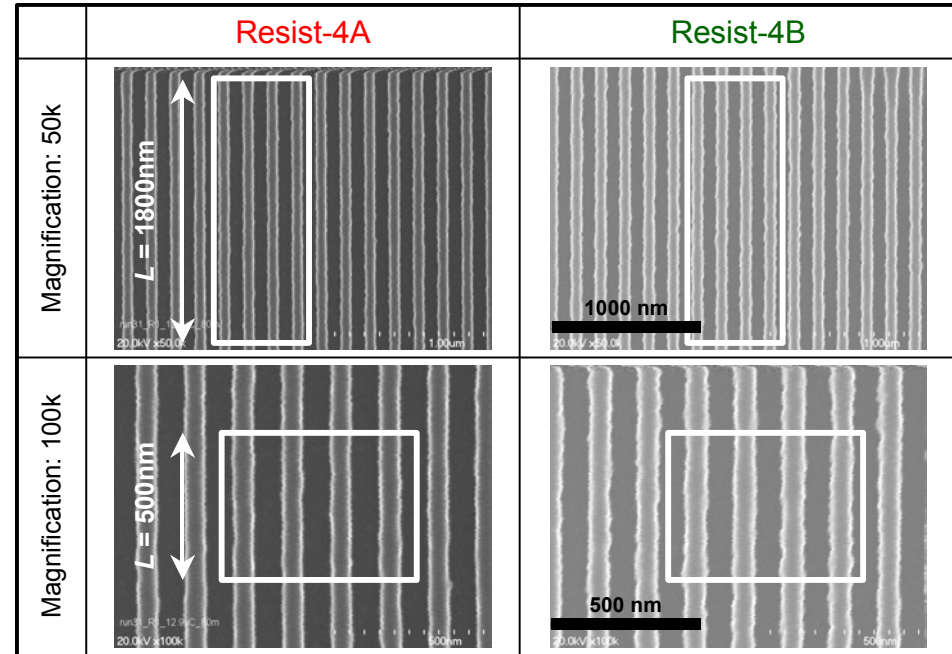 Resist-4A
Resist-4B
Magnification: 50k
L = 1800nm
20.0kV x50.0k
1.00um
1000 nm
20.0kV x50.0k
1.00um
Magnification: 100k
L = 500nm
20.0kV x100k
500nm
500 nm
20.0kV x100k
500nm